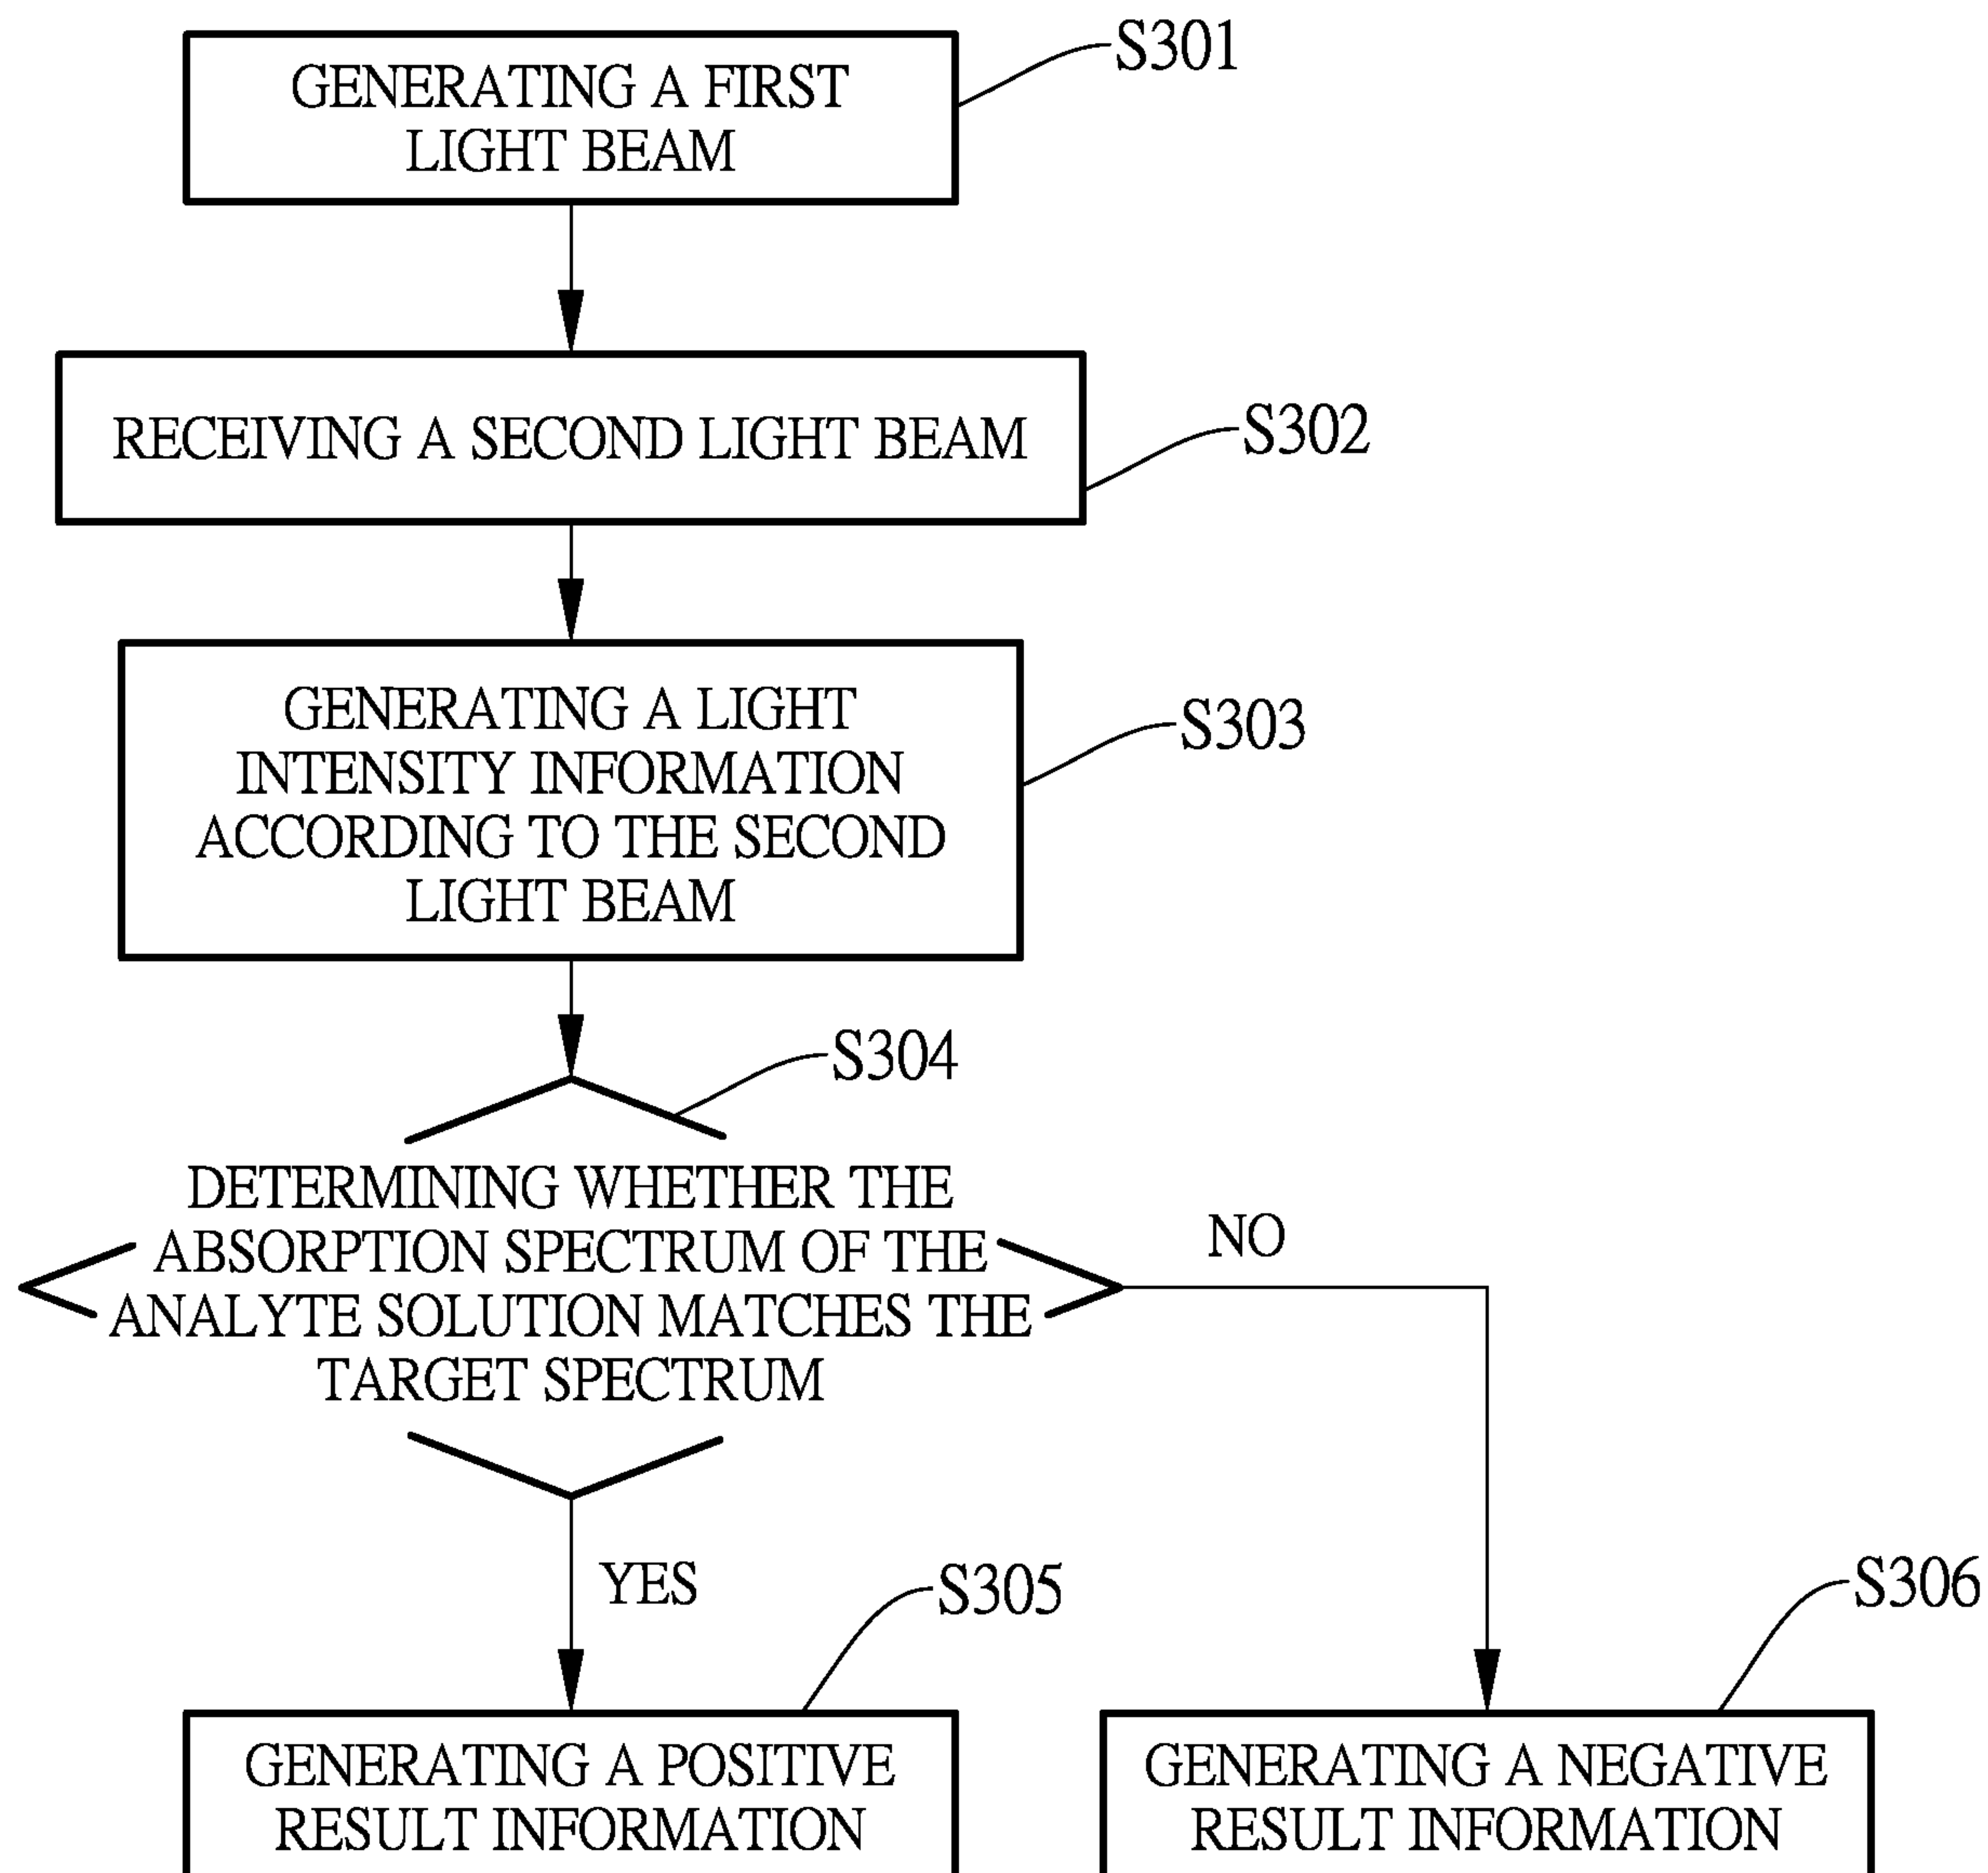 S301
GENERATING A FIRST
LIGHT BEAM
RECEIVING A SECOND LIGHT BEAM
S302
GENERATING A LIGHT
INTENSITY INFORMATION
ACCORDING TO THE SECOND
LIGHT BEAM
S303
S304
DETERMINING WHETHER THE
ABSORPTION SPECTRUM OF THE
ANALYTE SOLUTION MATCHES THE
TARGET SPECTRUM
NO
YES
S305
S306
GENERATING A POSITIVE
RESULT INFORMATION
GENERATING A NEGATIVE
RESULT INFORMATION